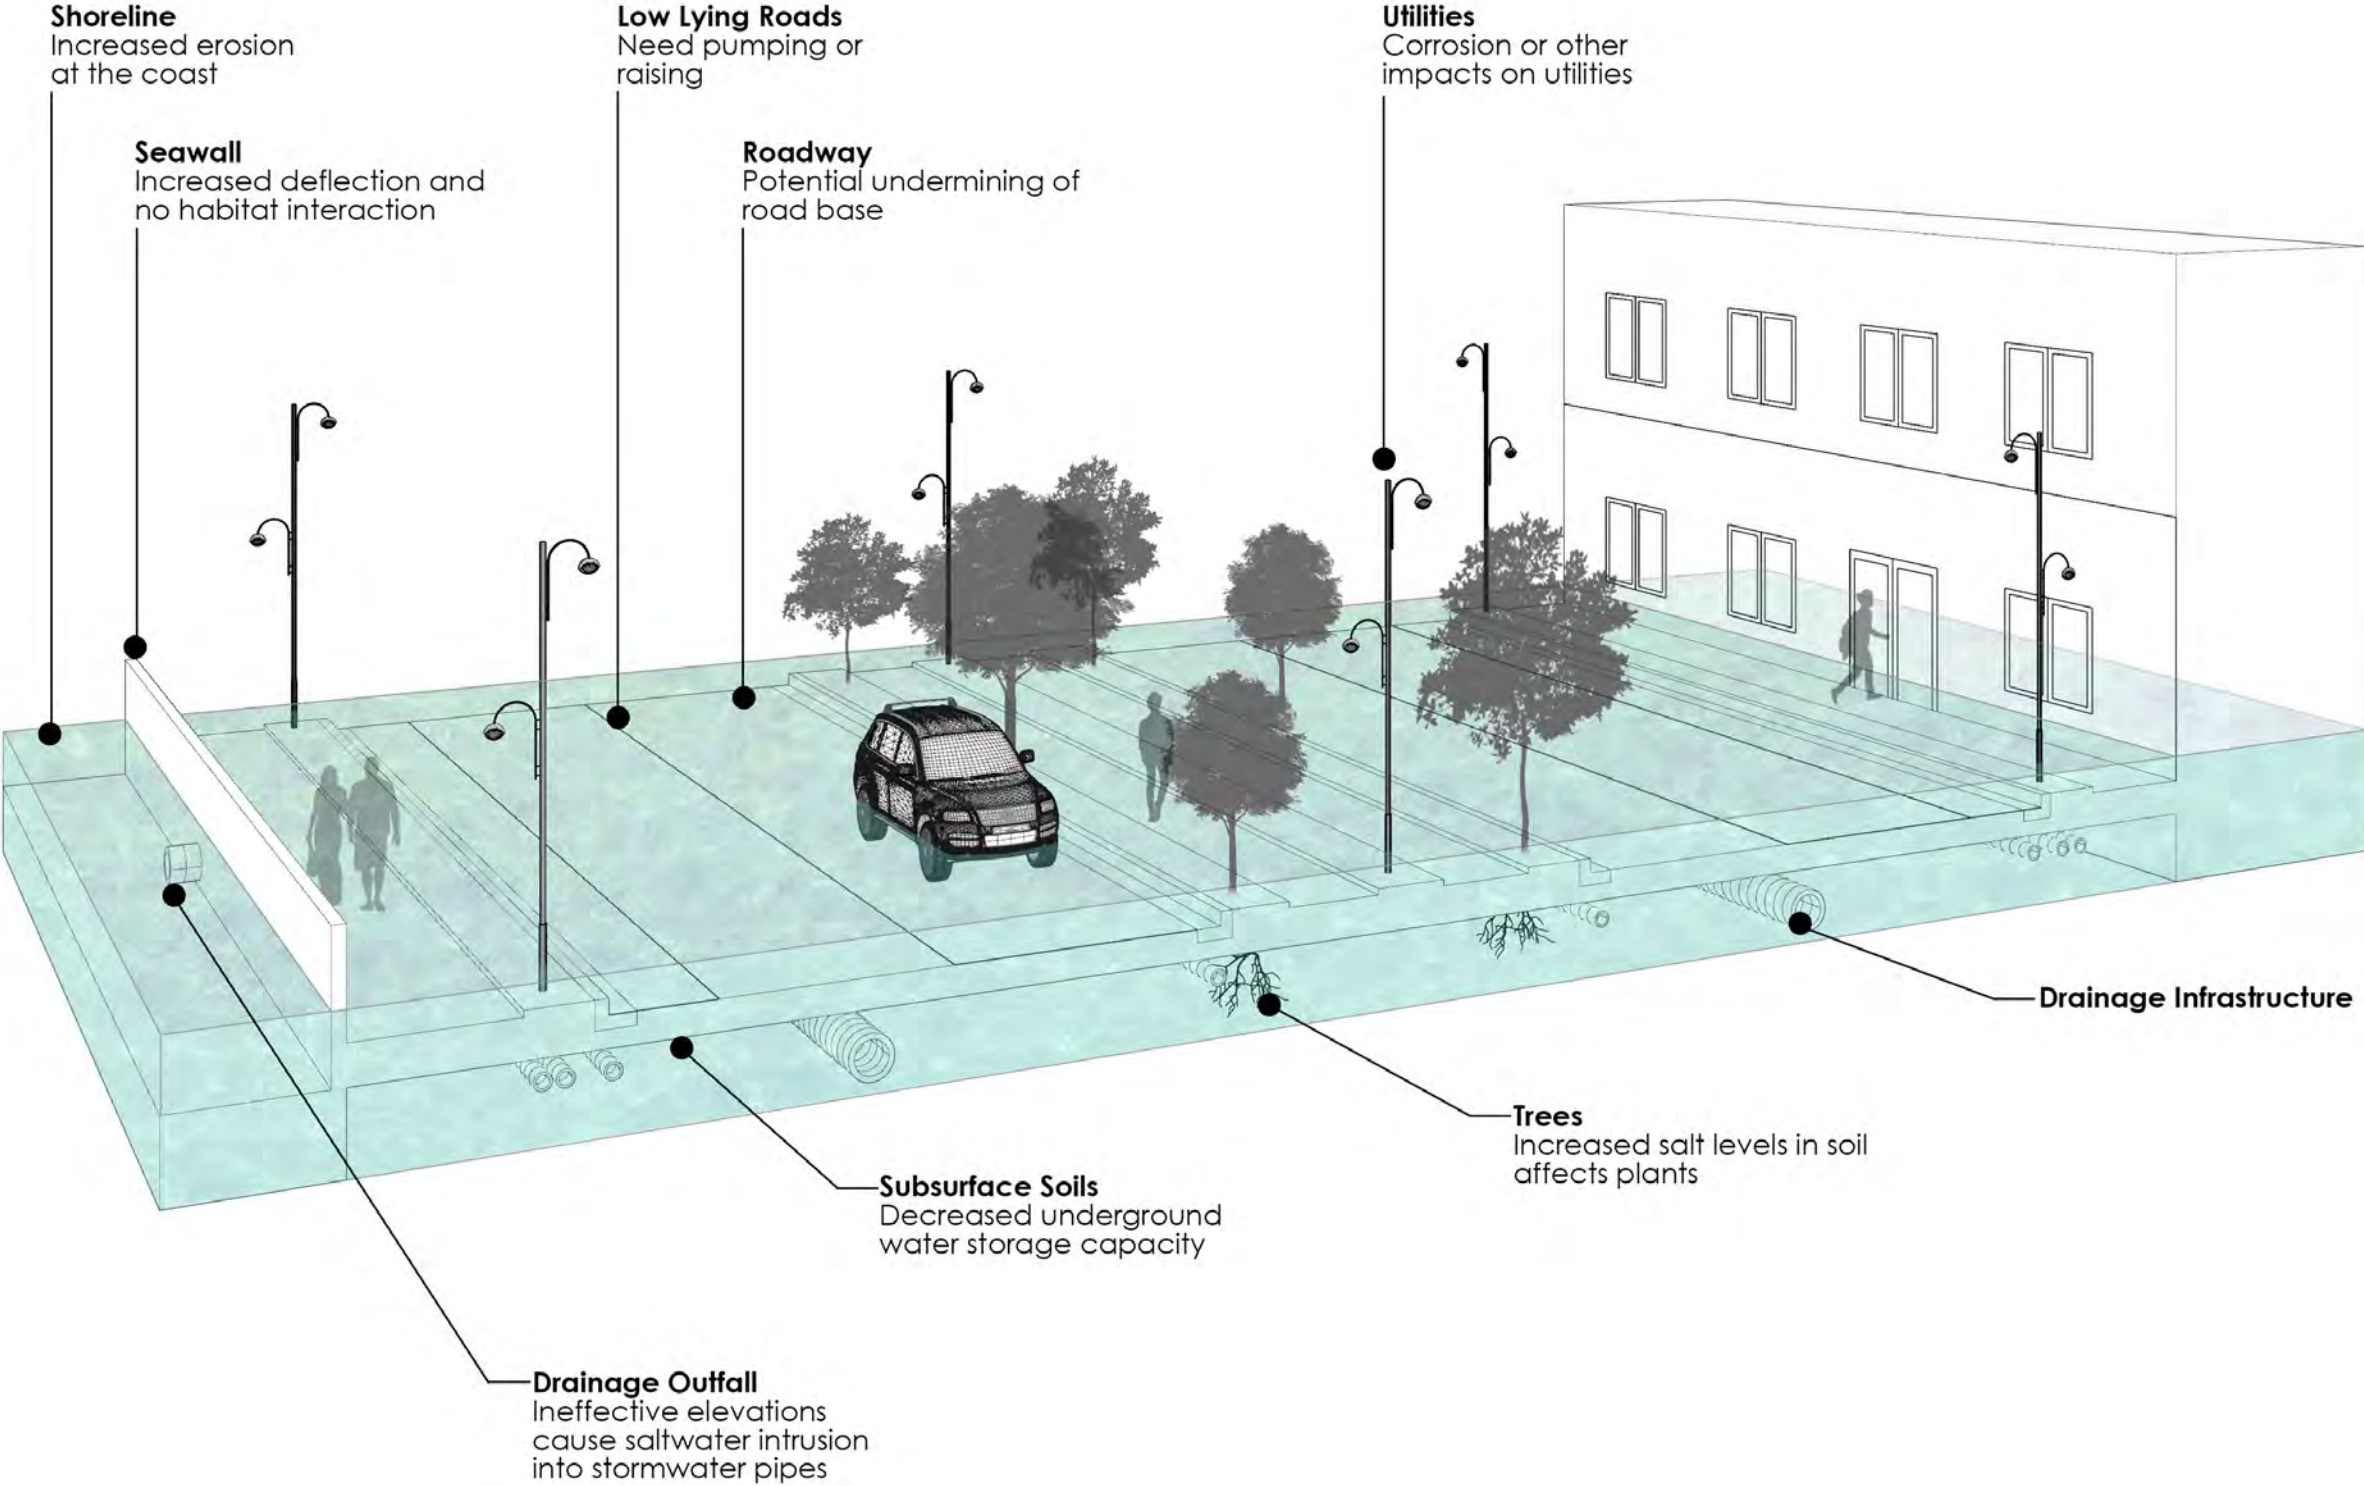 Shoreline
Increased erosion
at the coast
Low Lying Roads
Need pumping or
raising
Utilities
Corrosion or other
impacts on utilities
Seawall
Increased deflection and
no habitat interaction
Roadway
Potential undermining of
road base
Drainage Infrastructure
Trees
Increased salt levels in soil
affects plants
Subsurface Soils
Decreased underground
water storage capacity
Drainage Outfall
Ineffective elevations
cause saltwater intrusion
into stormwater pipes